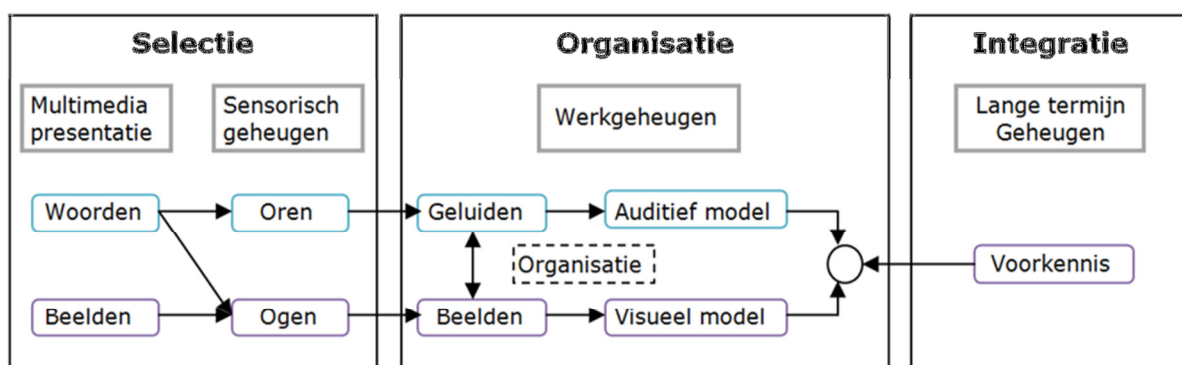 Selectie
Organisatie
Integratie
Multimedia
presentatie
Sensorisch
geheugen
Werkgeheugen
Lange termijn
Geheugen
Woorden
Oren
Geluiden
Auditief model
Organisatie
Voorkennis
Beelden
Ogen
Beelden
Visueel model